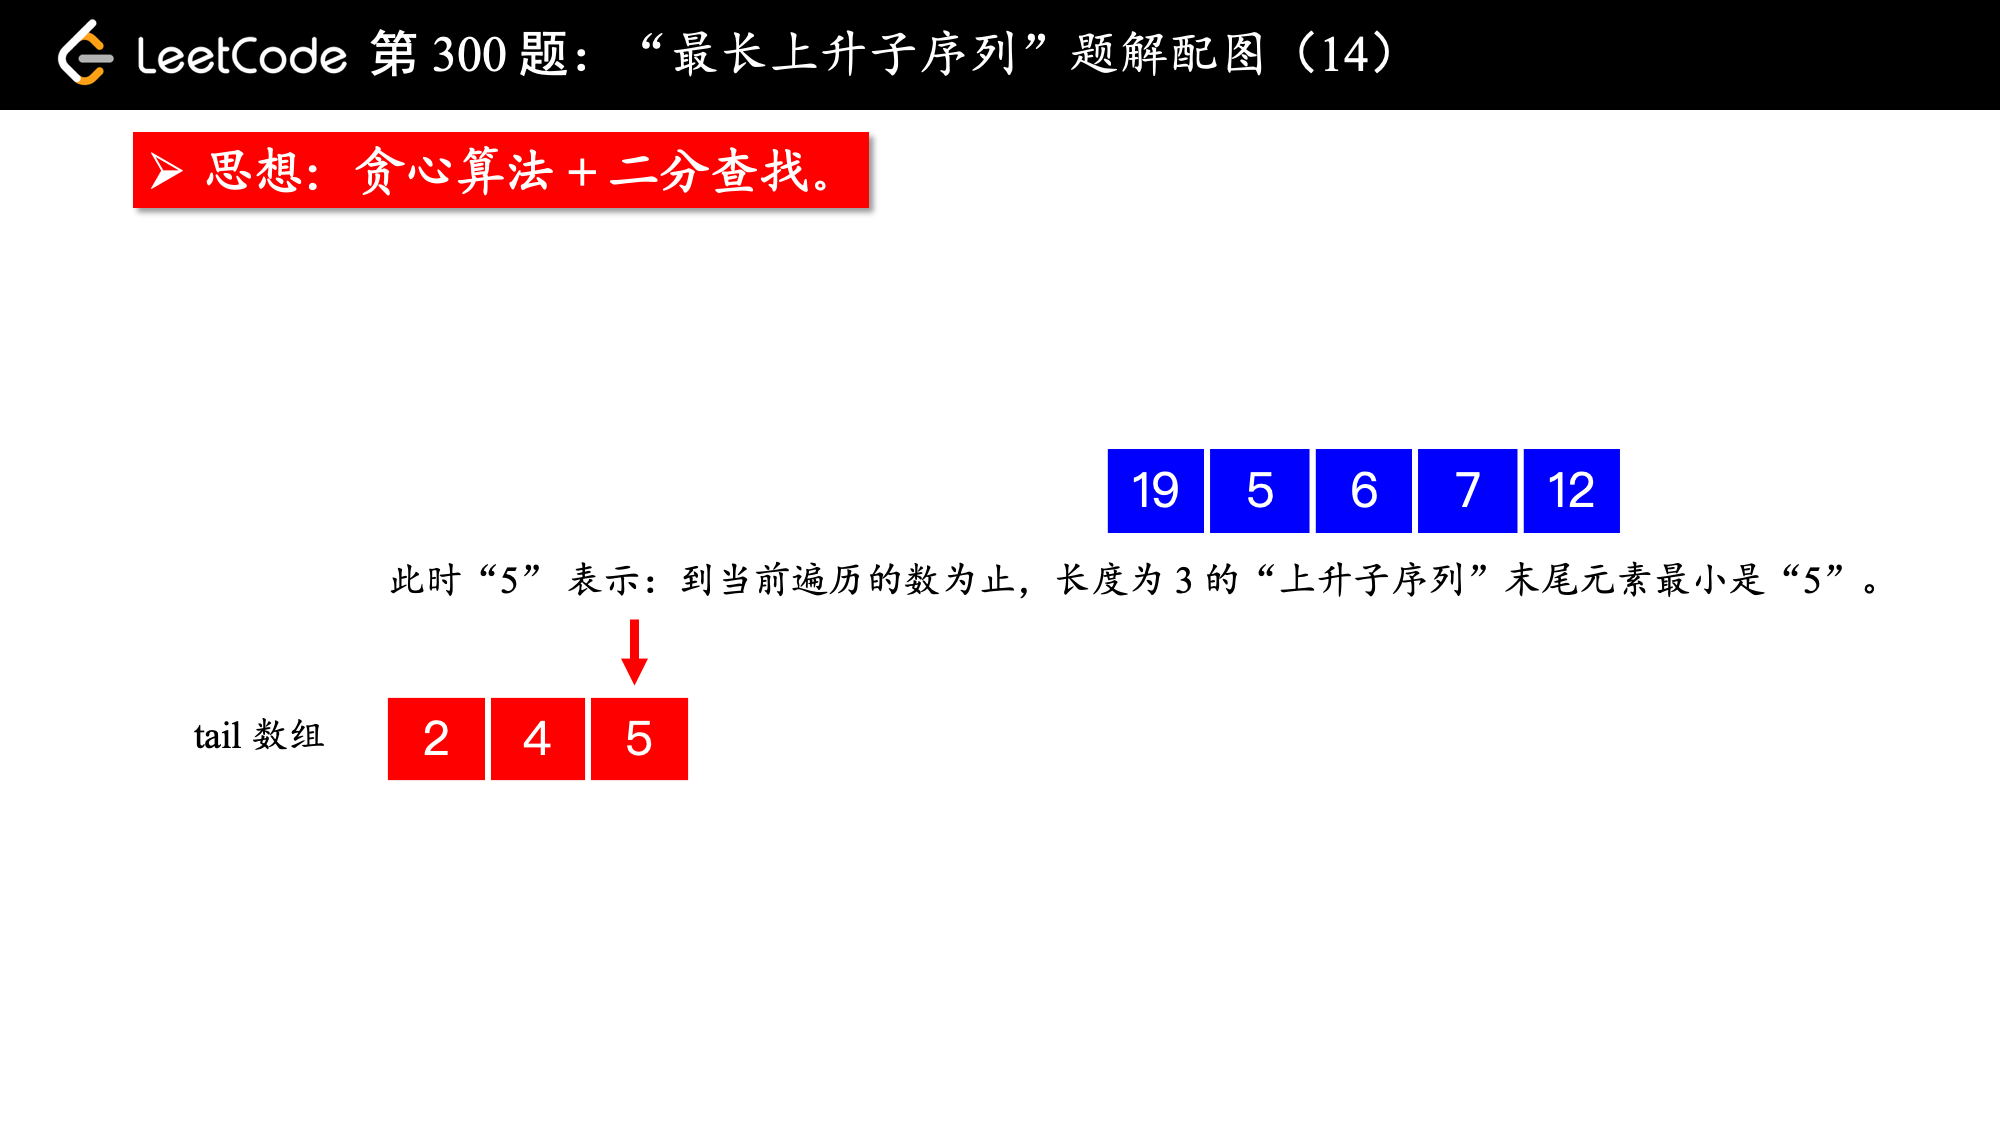 LeetCode 第 300 题：“最长上升子序列”题解配图（14）
➢ 思想：贪心算法 + 二分查找。
19 5 6 7 12
此时“5” 表示：到当前遍历的数为止，长度为 3 的“上升子序列”末尾元素最小是“5”。
tail 数组 2 4 5